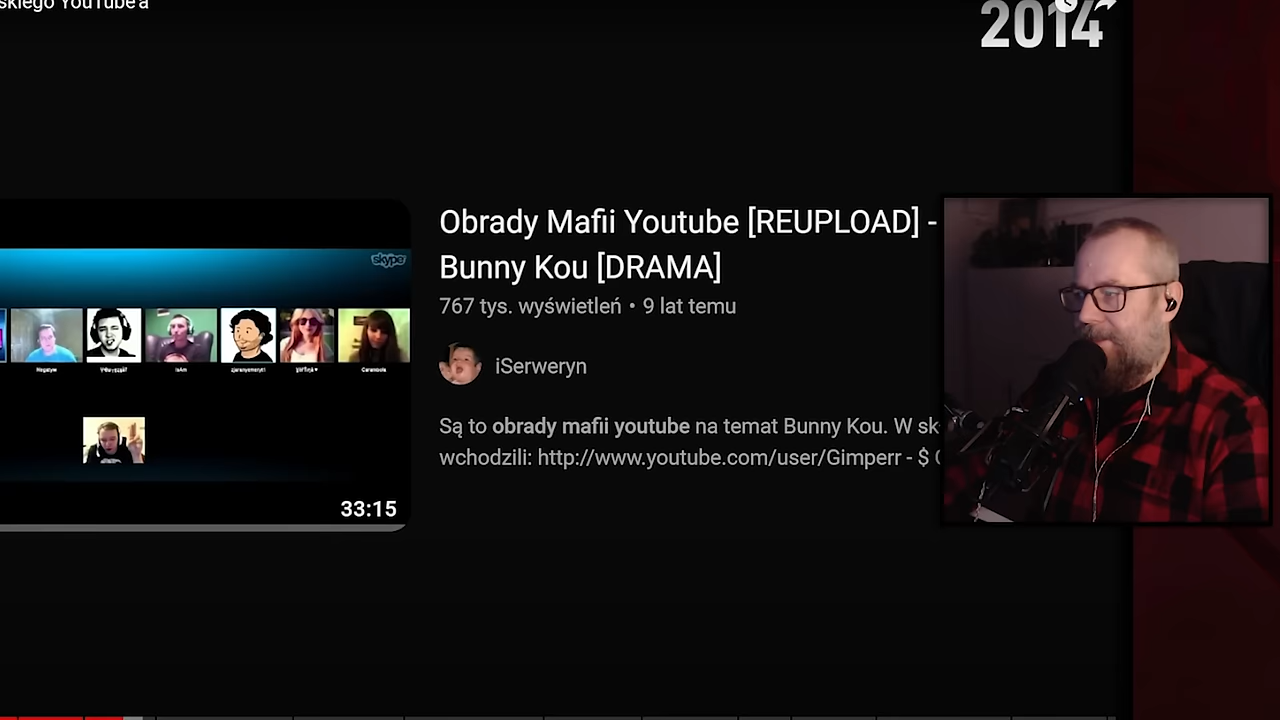 skiego YouTube'a
2014
Obrady Mafii Youtube [REUPLOAD] -
Bunny Kou [DRAMA]
767 tys. wyświetleń • 9 lat temu
iSerweryn
Są to obrady mafii youtube na temat Bunny Kou. W sk
wchodzili: http://www.youtube.com/user/Gimperr - $
skype
33:15